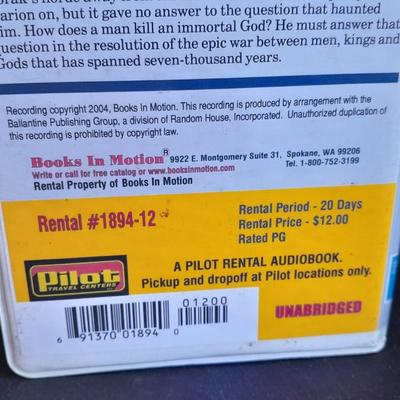 arion on, but it gave no answer to the question that haunted
im. How does a man kill an immortal God? He must answer that
question in the resolution of the epic war between men, kings and
Gods that has spanned seven-thousand years.
Recording copyright 2004, Books In Motion. This recording is produced by arrangement with the
Ballantine Publishing Group, a division of Random House, Incorporated. Unauthorized duplication of
this recording is prohibited by copyright law.
Books In Motion® 9922 E. Montgomery Suite 31, Spokane, WA 99206
Write or call for free catalog or www.booksinmotion.com Tel. 1-800-752-3199
Rental Property of Books In Motion
Rental #1894-12
Rental Period - 20 Days
Rental Price - $12.00
Rated PG
Pilot
TRAVEL CENTERS
A PILOT RENTAL AUDIOBOOK.
Pickup and dropoff at Pilot locations only.
01200
6 91370 01894 0
UNABRIDGED